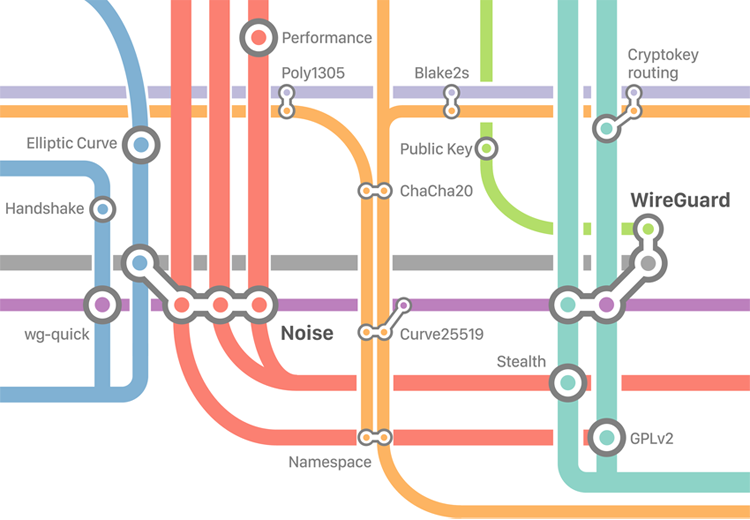 Performance
Poly1305
Blake2s
Cryptokey
routing
Elliptic Curve
Public Key
ChaCha20
Handshake
WireGuard
wg-quick
Noise
Curve25519
Stealth
Namespace
GPLv2